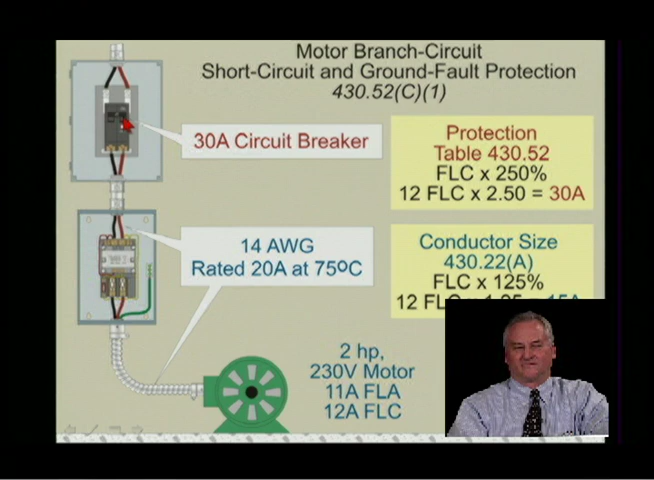 Motor Branch-Circuit
Short-Circuit and Ground-Fault Protection
430.52(C)(1)
30A Circuit Breaker
Protection
Table 430.52
FLC x 250%
12 FLC x 2.50 = 30A
14 AWG
Rated 20A at 75ºC
Conductor Size
430.22(A)
FLC x 125%
12
2 hp,
230V Motor
11A FLA
12A FLC